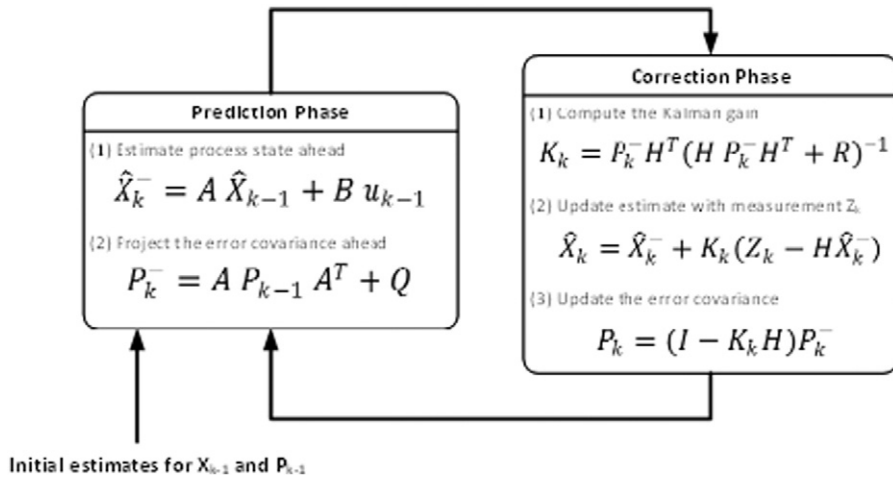 Prediction Phase
(1) Estimate process state ahead
X̂ₖ⁻ = A X̂ₖ₋₁ + B uₖ₋₁
(2) Froject the error covariance ahead
Pₖ⁻ = A Pₖ₋₁ Aᵀ + Q
Correction Phase
(1) Compute the Kalman gain
Kₖ = Pₖ⁻Hᵀ(H Pₖ⁻Hᵀ + R)⁻¹
(2) Update estimate with measurement Zₖ
X̂ₖ = X̂ₖ⁻ + Kₖ(Zₖ − HX̂ₖ⁻)
(3) Update the error covariance
Pₖ = (I − KₖH)Pₖ⁻
Initial estimates for Xₖ₋₁ and Pₖ₋₁